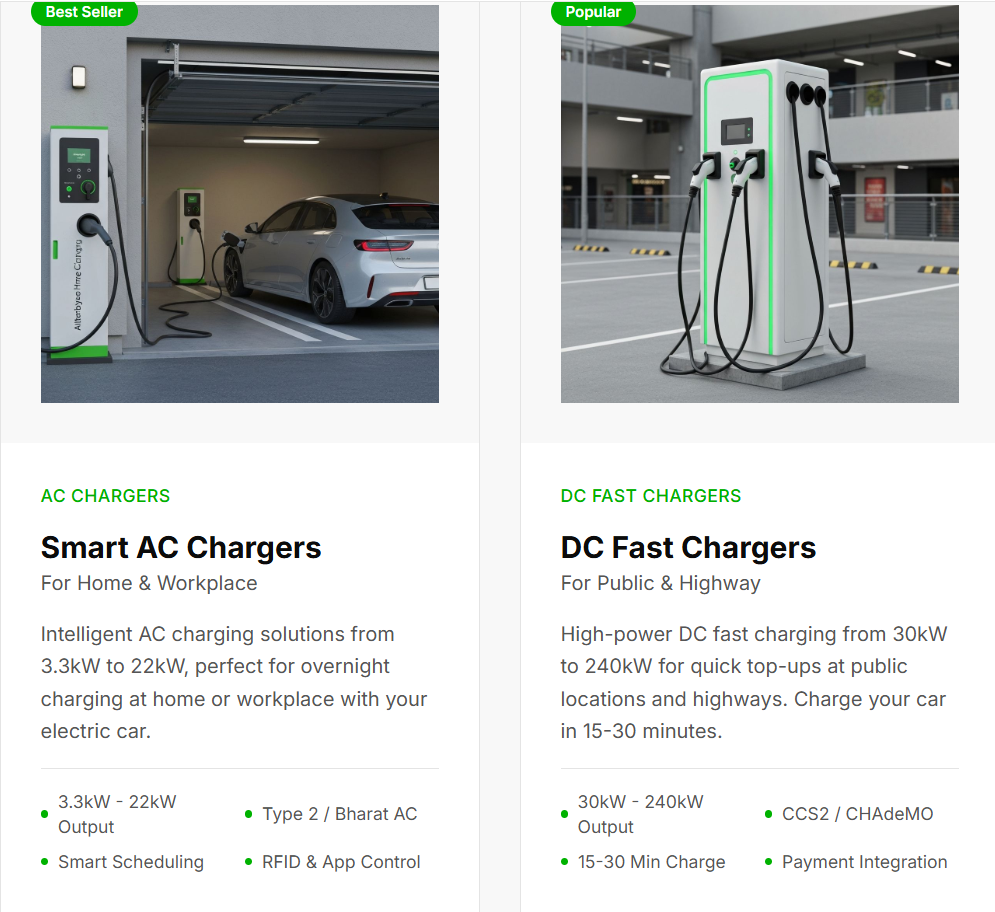 Best Seller
AC CHARGERS
Smart AC Chargers
For Home & Workplace
Intelligent AC charging solutions from
3.3kW to 22kW, perfect for overnight
charging at home or workplace with your
electric car.
3.3kW - 22kW
Output
Type 2 / Bharat AC
Smart Scheduling
RFID & App Control
Popular
DC FAST CHARGERS
DC Fast Chargers
For Public & Highway
High-power DC fast charging from 30kW
to 240kW for quick top-ups at public
locations and highways. Charge your car
in 15-30 minutes.
30kW - 240kW
Output
CCS2 / CHAdeMO
15-30 Min Charge
Payment Integration